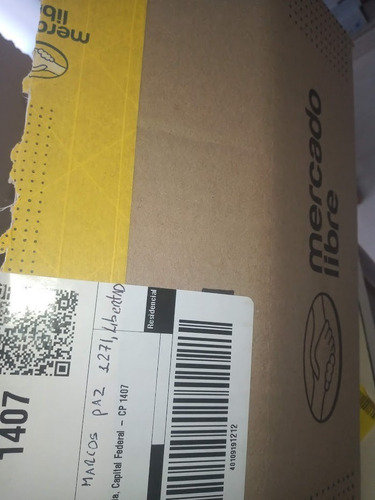 mercado
libre
mercado
libre
Residencial
MARCOS PAZ 1271, Libertad
a, Capital Federal – CP 1407
1407
40109191212